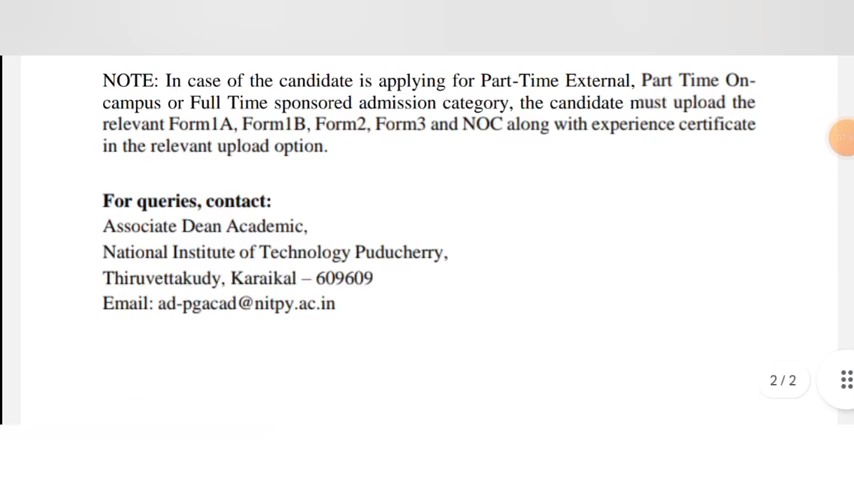 NOTE: In case of the candidate is applying for Part-Time External, Part Time On-
campus or Full Time sponsored admission category, the candidate must upload the
relevant Form1A, Form1B, Form2, Form3 and NOC along with experience certificate
in the relevant upload option.
For queries, contact:
Associate Dean Academic,
National Institute of Technology Puducherry,
Thiruvettakudy, Karaikal – 609609
Email: ad-pgacad@nitpy.ac.in
2 / 2